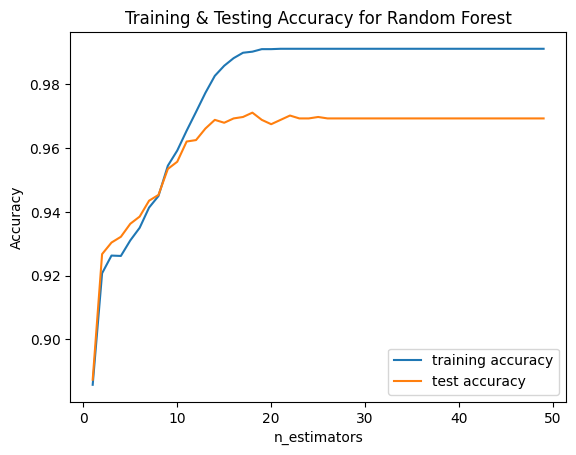 Training & Testing Accuracy for Random Forest
0.98
0.96
0.94
0.92
0.90
Accuracy
0
10
20
30
40
50
n_estimators
training accuracy
test accuracy